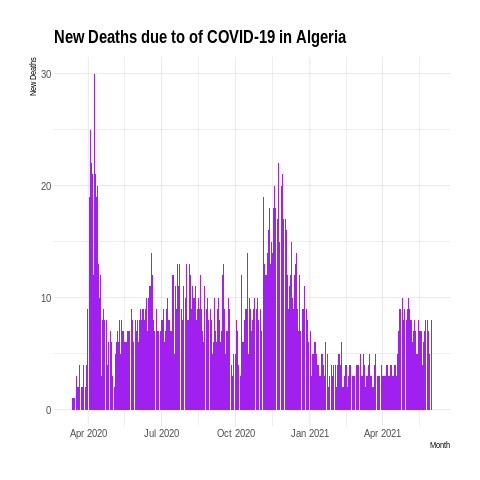 New Deaths due to of COVID-19 in Algeria
New Deaths
30
20
10
0
Apr 2020 Jul 2020 Oct 2020 Jan 2021 Apr 2021
Month